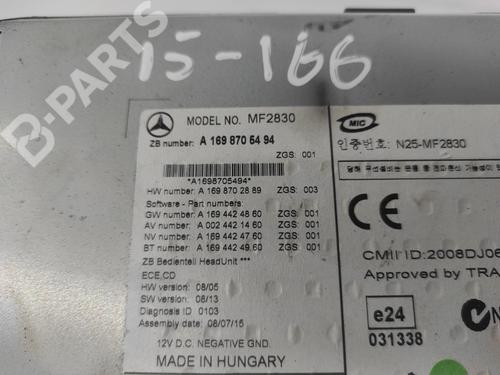 15-166
B-PARTS
MODEL NO. MF2830
ZB number: A 169 870 54 94
ZGS: 001
*A1698705494*
HW number: A 169 870 28 89 ZGS: 003
Software - Part numbers:
GW number: A 169 442 48 60 ZGS: 001
AV number: A 002 442 14 60 ZGS: 001
NV number: A 169 442 47 60 ZGS: 001
BT number: A 169 442 49 60 ZGS: 001
ZB Bedienteil HeadUnit ***
ECE,CD
HW version: 08/05
SW version: 08/13
Diagnosis ID 0103
Assembly date: 08/07/15
12V D.C. NEGATIVE GND.
MADE IN HUNGARY
MIC
인증번호: N25-MF2830
CE
CMII ID:2008DJ06
Approved by TRA
e24
031338
N